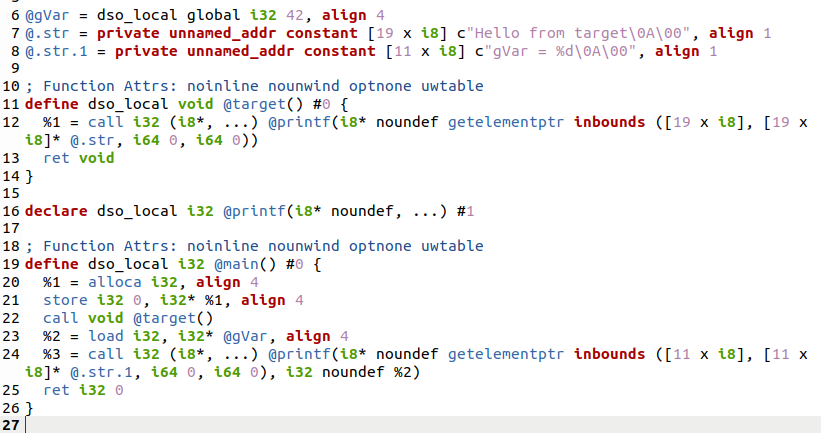 6 @gVar = dso_local global i32 42, align 4
7 @.str = private unnamed_addr constant [19 x i8] c"Hello from target\0A\00", align 1
8 @.str.1 = private unnamed_addr constant [11 x i8] c"gVar = %d\0A\00", align 1
9
10 ; Function Attrs: noinline nounwind optnone uwtable
11 define dso_local void @target() #0 {
12   %1 = call i32 (i8*, ...) @printf(i8* noundef getelementptr inbounds ([19 x i8], [19 x
i8]* @.str, i64 0, i64 0))
13   ret void
14 }
15
16 declare dso_local i32 @printf(i8* noundef, ...) #1
17
18 ; Function Attrs: noinline nounwind optnone uwtable
19 define dso_local i32 @main() #0 {
20   %1 = alloca i32, align 4
21   store i32 0, i32* %1, align 4
22   call void @target()
23   %2 = load i32, i32* @gVar, align 4
24   %3 = call i32 (i8*, ...) @printf(i8* noundef getelementptr inbounds ([11 x i8], [11 x
i8]* @.str.1, i64 0, i64 0), i32 noundef %2)
25   ret i32 0
26 }
27